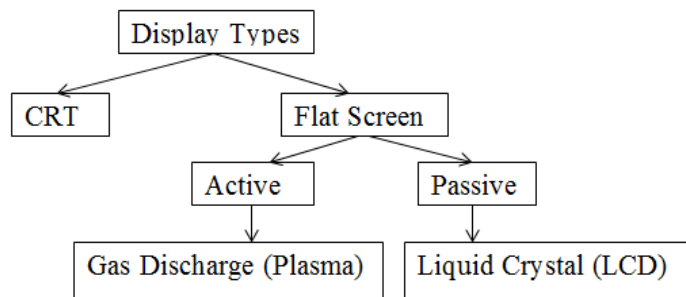 Display Types
CRT
Flat Screen
Active
Passive
Gas Discharge (Plasma)
Liquid Crystal (LCD)